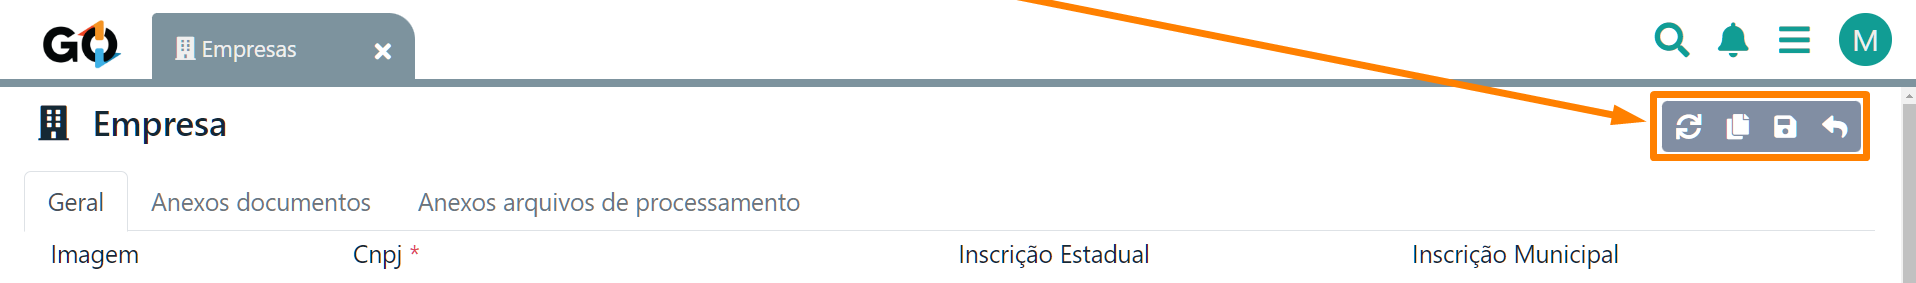 GO
Empresas
M
Empresa
Geral Anexos documentos Anexos arquivos de processamento
Imagem Cnpj * Inscrição Estadual Inscrição Municipal